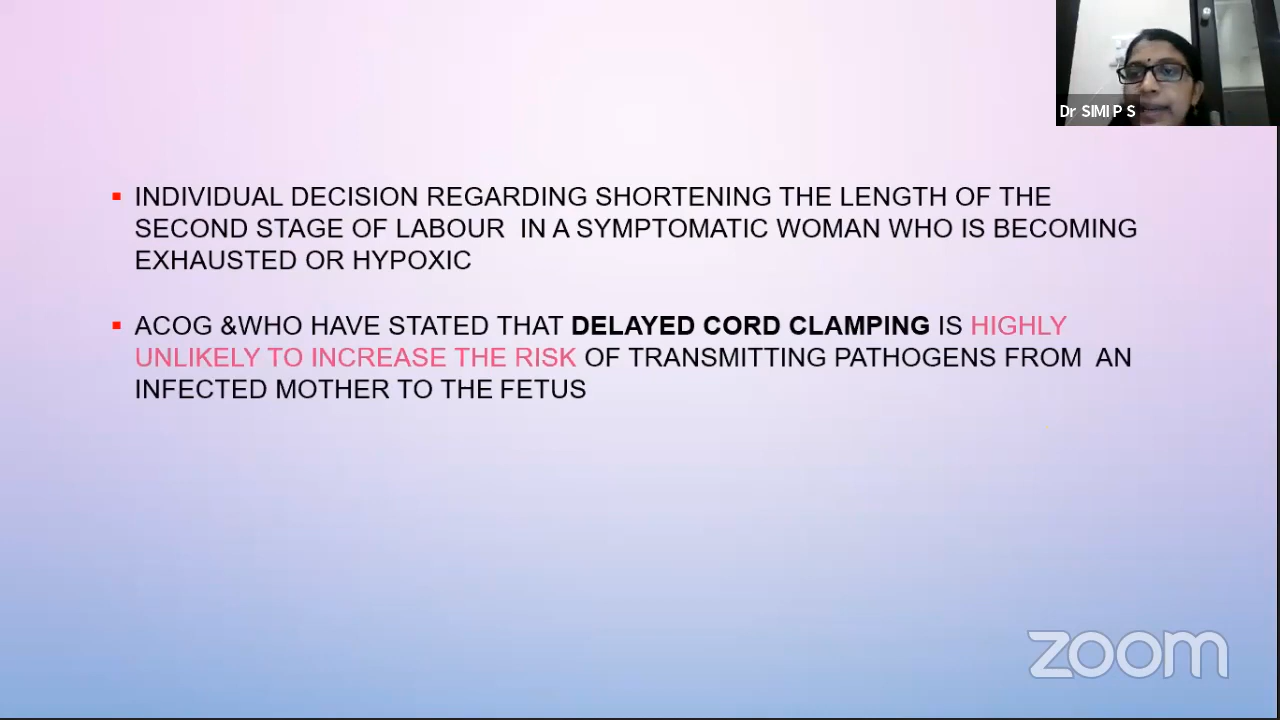 Dr SIMI P S
▪ INDIVIDUAL DECISION REGARDING SHORTENING THE LENGTH OF THE
SECOND STAGE OF LABOUR IN A SYMPTOMATIC WOMAN WHO IS BECOMING
EXHAUSTED OR HYPOXIC
▪ ACOG &WHO HAVE STATED THAT DELAYED CORD CLAMPING IS HIGHLY
UNLIKELY TO INCREASE THE RISK OF TRANSMITTING PATHOGENS FROM AN
INFECTED MOTHER TO THE FETUS
zoom